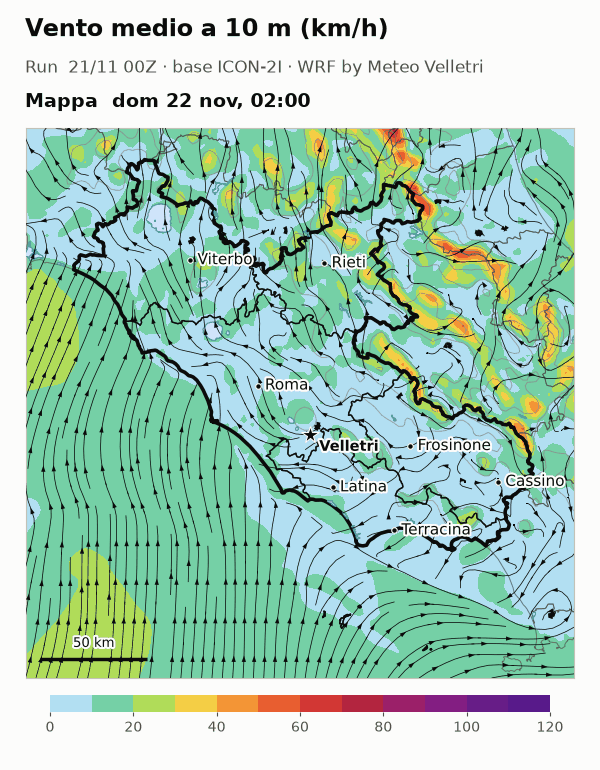 Vento medio a 10 m (km/h)
Run  21/11 00Z · base ICON-2I · WRF by Meteo Velletri
Mappa  dom 22 nov, 02:00
Viterbo
Rieti
Roma
Velletri
Frosinone
Latina
Cassino
Terracina
50 km
0 20 40 60 80 100 120